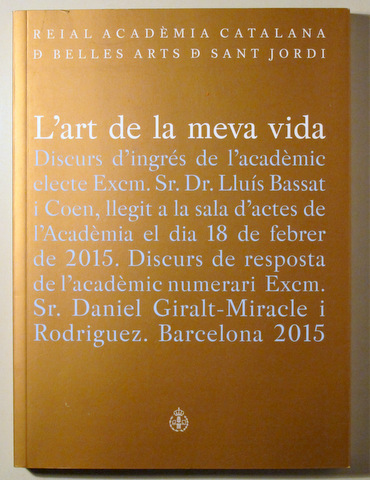 REIAL ACADÈMIA CATALANA
Ð BELLES ARTS Ð SANT JORDI
L'art de la meva vida
Discurs d'ingrés de l'acadèmic
electe Excm. Sr. Dr. Lluís Bassat
i Coen, llegit a la sala d'actes de
l'Acadèmia el dia 18 de febrer
de 2015. Discurs de resposta
de l'acadèmic numerari Excm.
Sr. Daniel Giralt-Miracle i
Rodriguez. Barcelona 2015